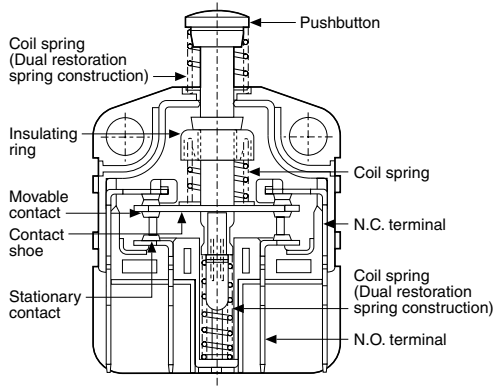 Pushbutton
Coil spring
(Dual restoration
spring construction)
Insulating
ring
Coil spring
Movable
contact
N.C. terminal
Contact
shoe
Coil spring
(Dual restoration
spring construction)
Stationary
contact
N.O. terminal